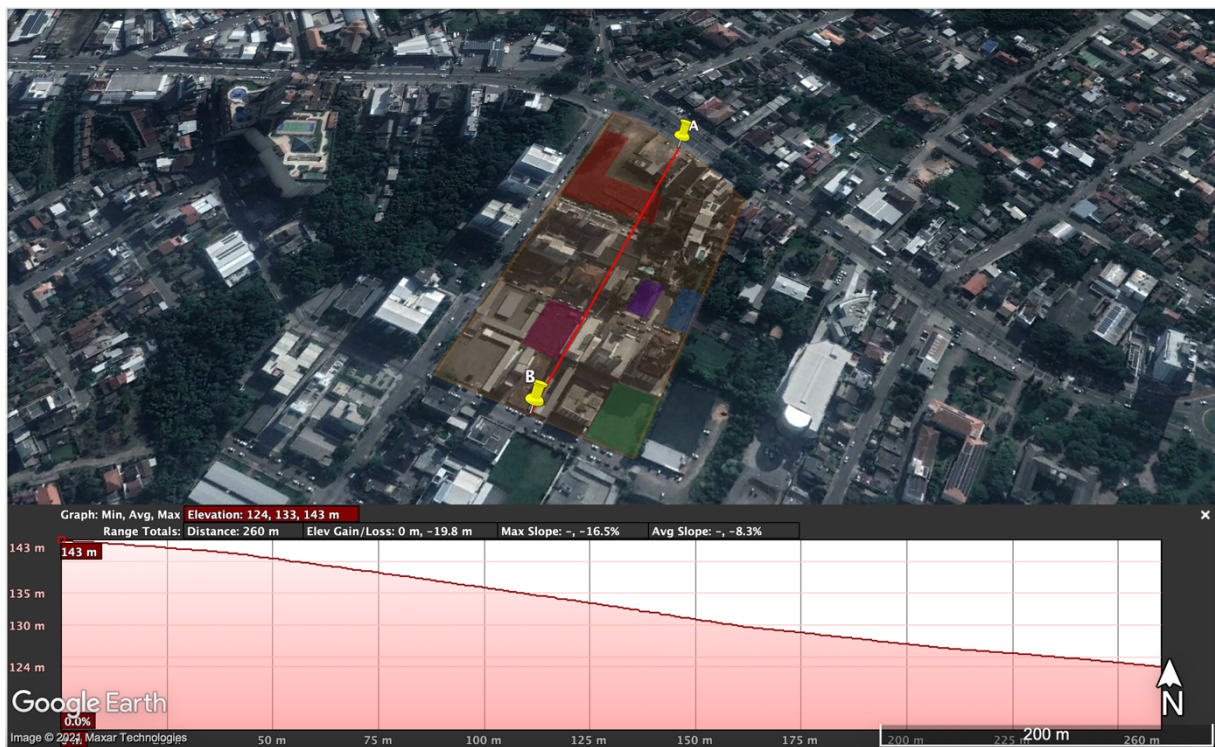 A
B
Graph: Min, Avg, Max Elevation: 124, 133, 143 m
Range Totals: Distance: 260 m Elev Gain/Loss: 0 m, -19.8 m Max Slope: -, -16.5% Avg Slope: -, -8.3%
143 m
143 m
135 m
130 m
124 m
Google Earth
N
0.0%
Image © 2021 Maxar Technologies
50 m 75 m 100 m 125 m 150 m 175 m 200 m 225 m 200 m 260 m